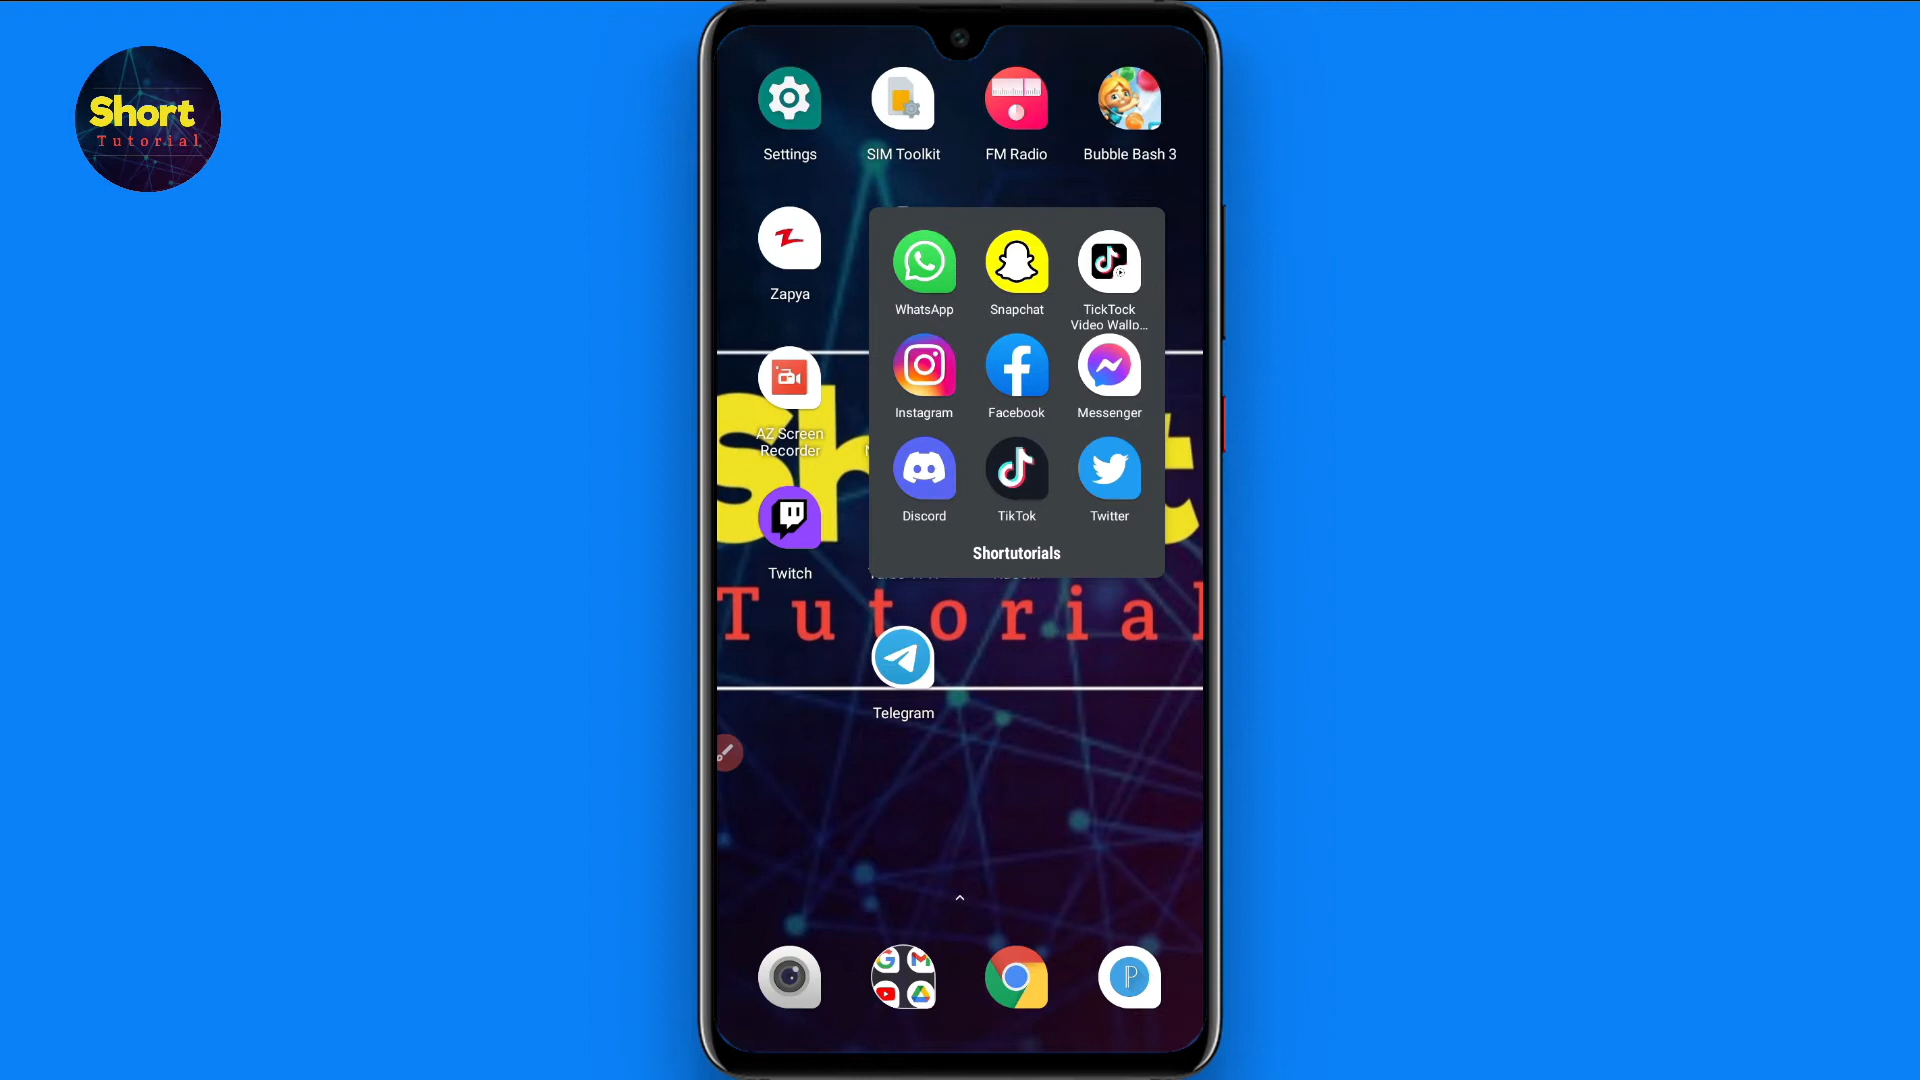 Short
Tutorial
Settings
SIM Toolkit
FM Radio
Bubble Bash 3
Zapya
WhatsApp
Snapchat
TickTock
Video Wallp...
AZ Screen
Recorder
Instagram
Facebook
Messenger
Discord
TikTok
Twitter
Shortutorials
Twitch
Tutorial
Telegram